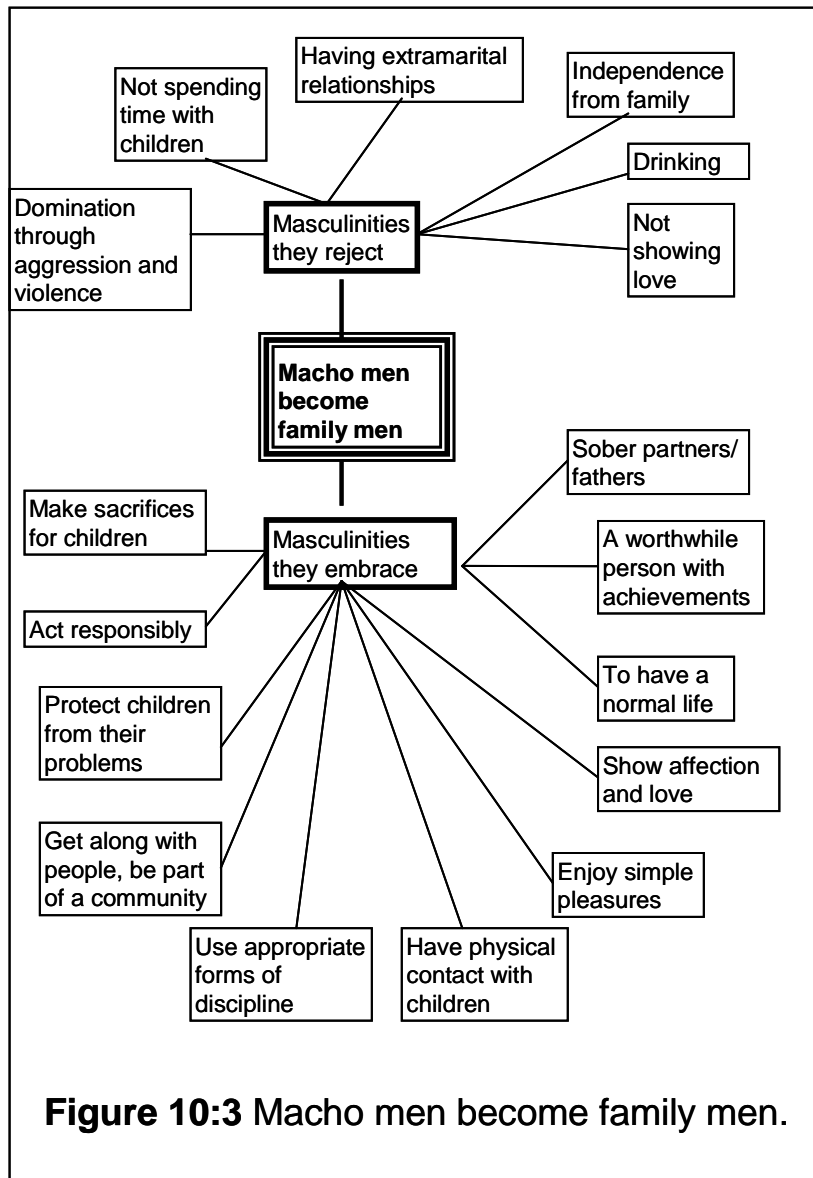 Having extramarital
relationships
Not spending
time with
children
Independence
from family
Drinking
Domination
through
aggression and
violence
Masculinities
they reject
Not
showing
love
Macho men
become
family men
Sober partners/
fathers
Make sacrifices
for children
Masculinities
they embrace
A worthwhile
person with
achievements
Act responsibly
To have a
normal life
Protect children
from their
problems
Show affection
and love
Get along with
people, be part
of a community
Enjoy simple
pleasures
Use appropriate
forms of
discipline
Have physical
contact with
children
Figure 10:3 Macho men become family men.